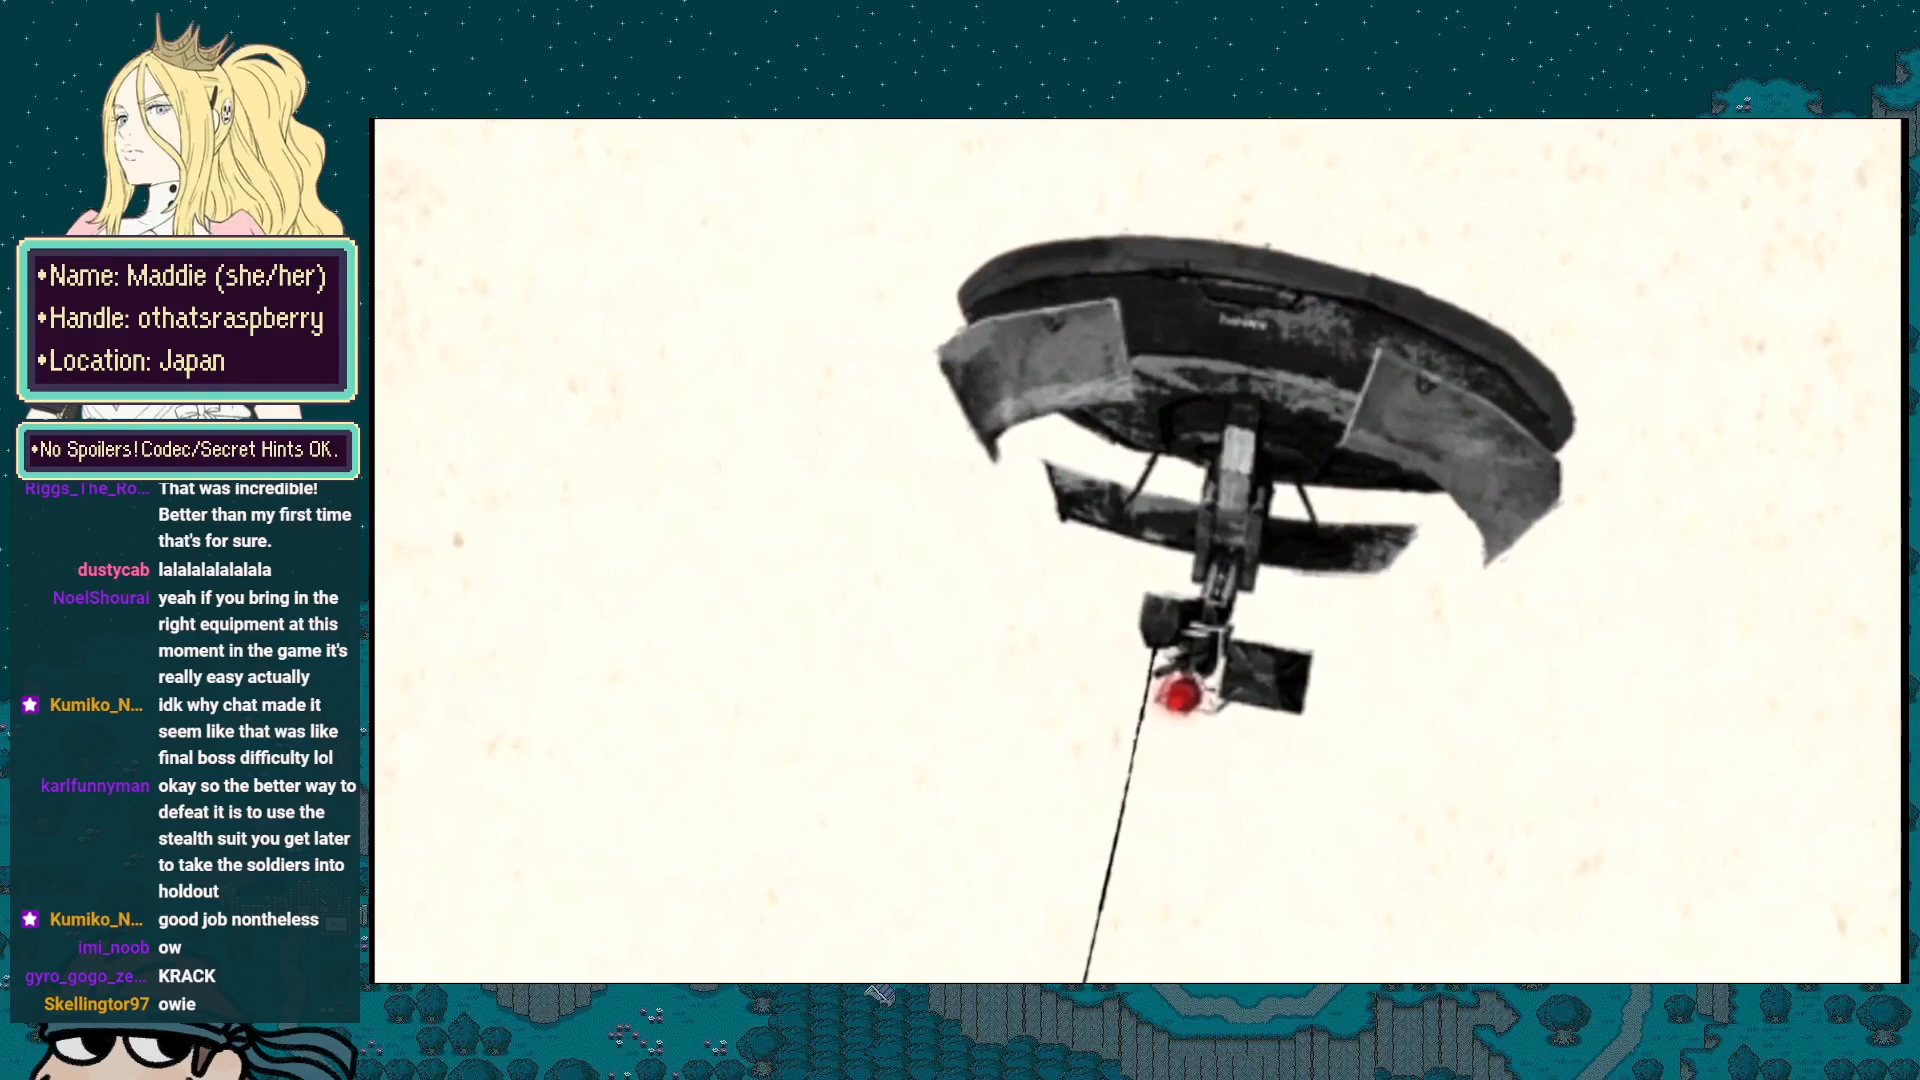 •Name: Maddie (she/her)
•Handle: othatsraspberry
•Location: Japan
•No Spoilers!Codec/Secret Hints OK.
Riggs_The_Ro... That was incredible!
Better than my first time
that's for sure.
dustycab lalalalalalalala
NoelShourai yeah if you bring in the
right equipment at this
moment in the game it's
really easy actually
Kumiko_N... idk why chat made it
seem like that was like
final boss difficulty lol
karlfunnyman okay so the better way to
defeat it is to use the
stealth suit you get later
to take the soldiers into
holdout
Kumiko_N... good job nontheless
imi_noob ow
gyro_gogo_ze... KRACK
Skellingtor97 owie